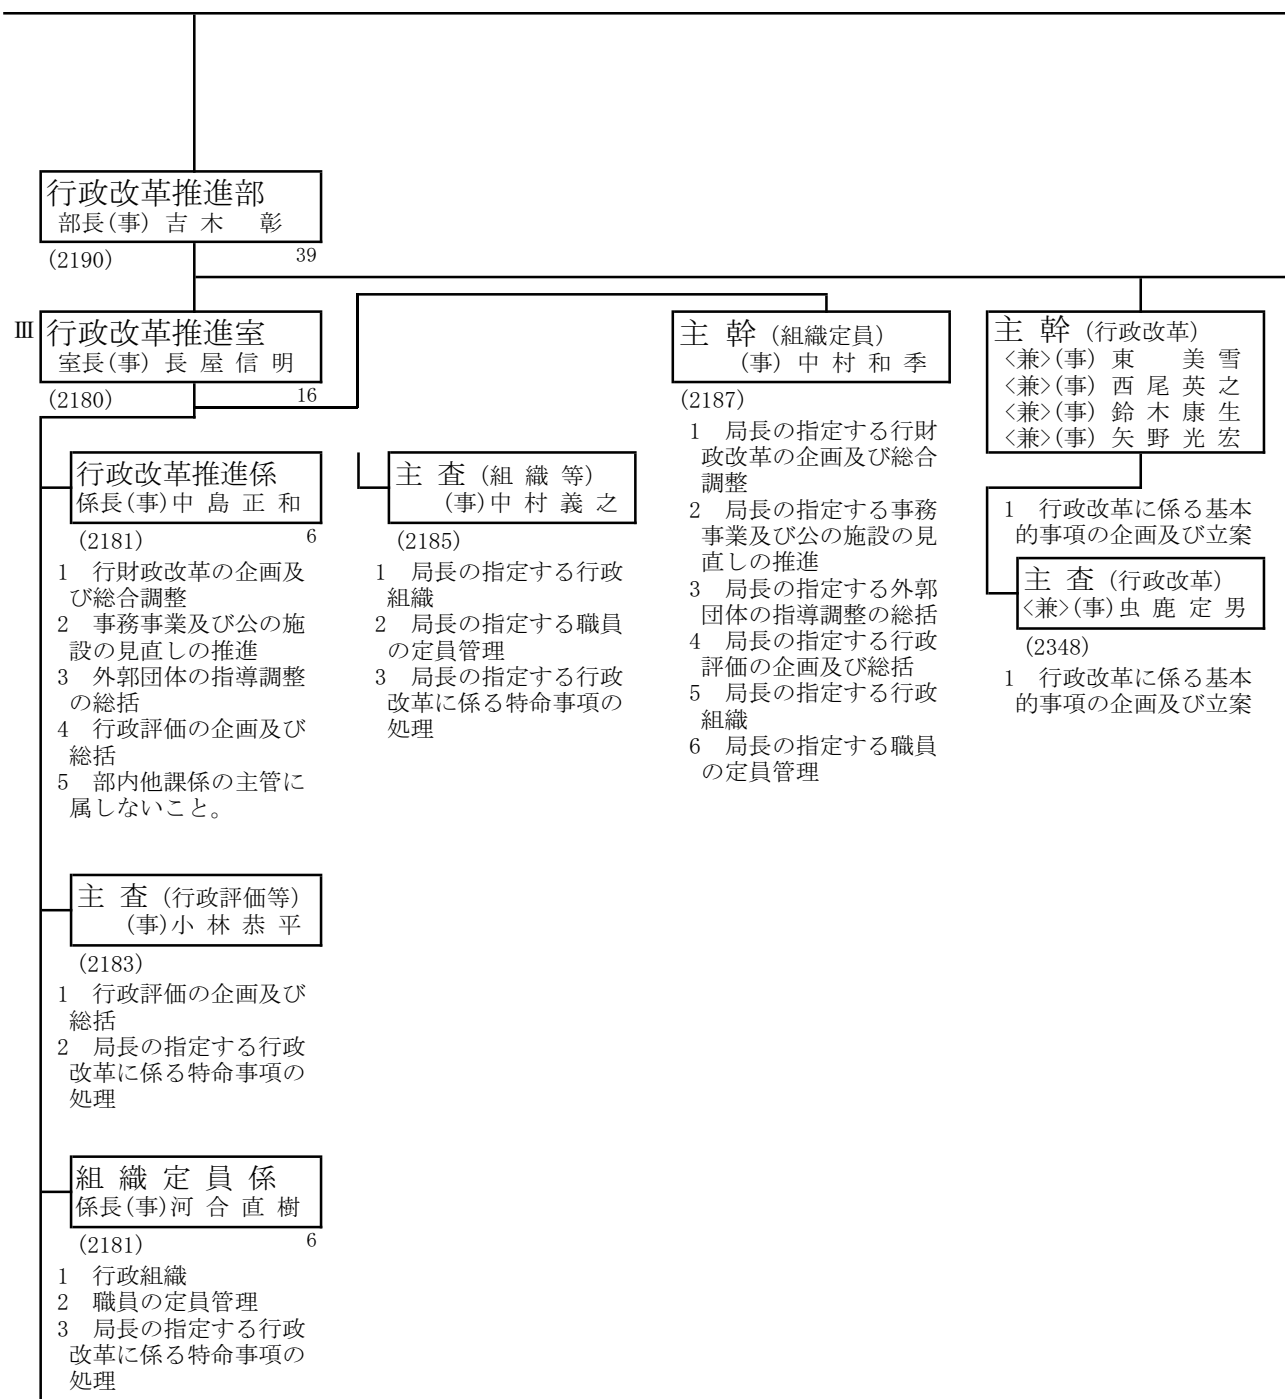 行政改革推進部
部長(事) 吉 木　彰
(2190) 39
Ⅲ 行政改革推進室
室長(事) 長 屋 信 明
(2180) 16
行政改革推進係
係長(事)中 島 正 和
(2181) 6
1　行財政改革の企画及
び総合調整
2　事務事業及び公の施
設の見直しの推進
3　外郭団体の指導調整
の総括
4　行政評価の企画及び
総括
5　部内他課係の主管に
属しないこと。
主 査 (行政評価等)
(事)小 林 恭 平
(2183)
1　行政評価の企画及び
総括
2　局長の指定する行政
改革に係る特命事項の
処理
組 織 定 員 係
係長(事)河 合 直 樹
(2181) 6
1　行政組織
2　職員の定員管理
3　局長の指定する行政
改革に係る特命事項の
処理
主 査 (組 織 等)
(事)中 村 義 之
(2185)
1　局長の指定する行政
組織
2　局長の指定する職員
の定員管理
3　局長の指定する行政
改革に係る特命事項の
処理
主 幹 (組織定員)
(事) 中 村 和 季
(2187)
1　局長の指定する行財
政改革の企画及び総合
調整
2　局長の指定する事務
事業及び公の施設の見
直しの推進
3　局長の指定する外郭
団体の指導調整の総括
4　局長の指定する行政
評価の企画及び総括
5　局長の指定する行政
組織
6　局長の指定する職員
の定員管理
主 幹 (行政改革)
<兼>(事) 東　　美 雪
<兼>(事) 西 尾 英 之
<兼>(事) 鈴 木 康 生
<兼>(事) 矢 野 光 宏
1　行政改革に係る基本
的事項の企画及び立案
主 査 (行政改革)
<兼>(事)虫 鹿 定 男
(2348)
1　行政改革に係る基本
的事項の企画及び立案